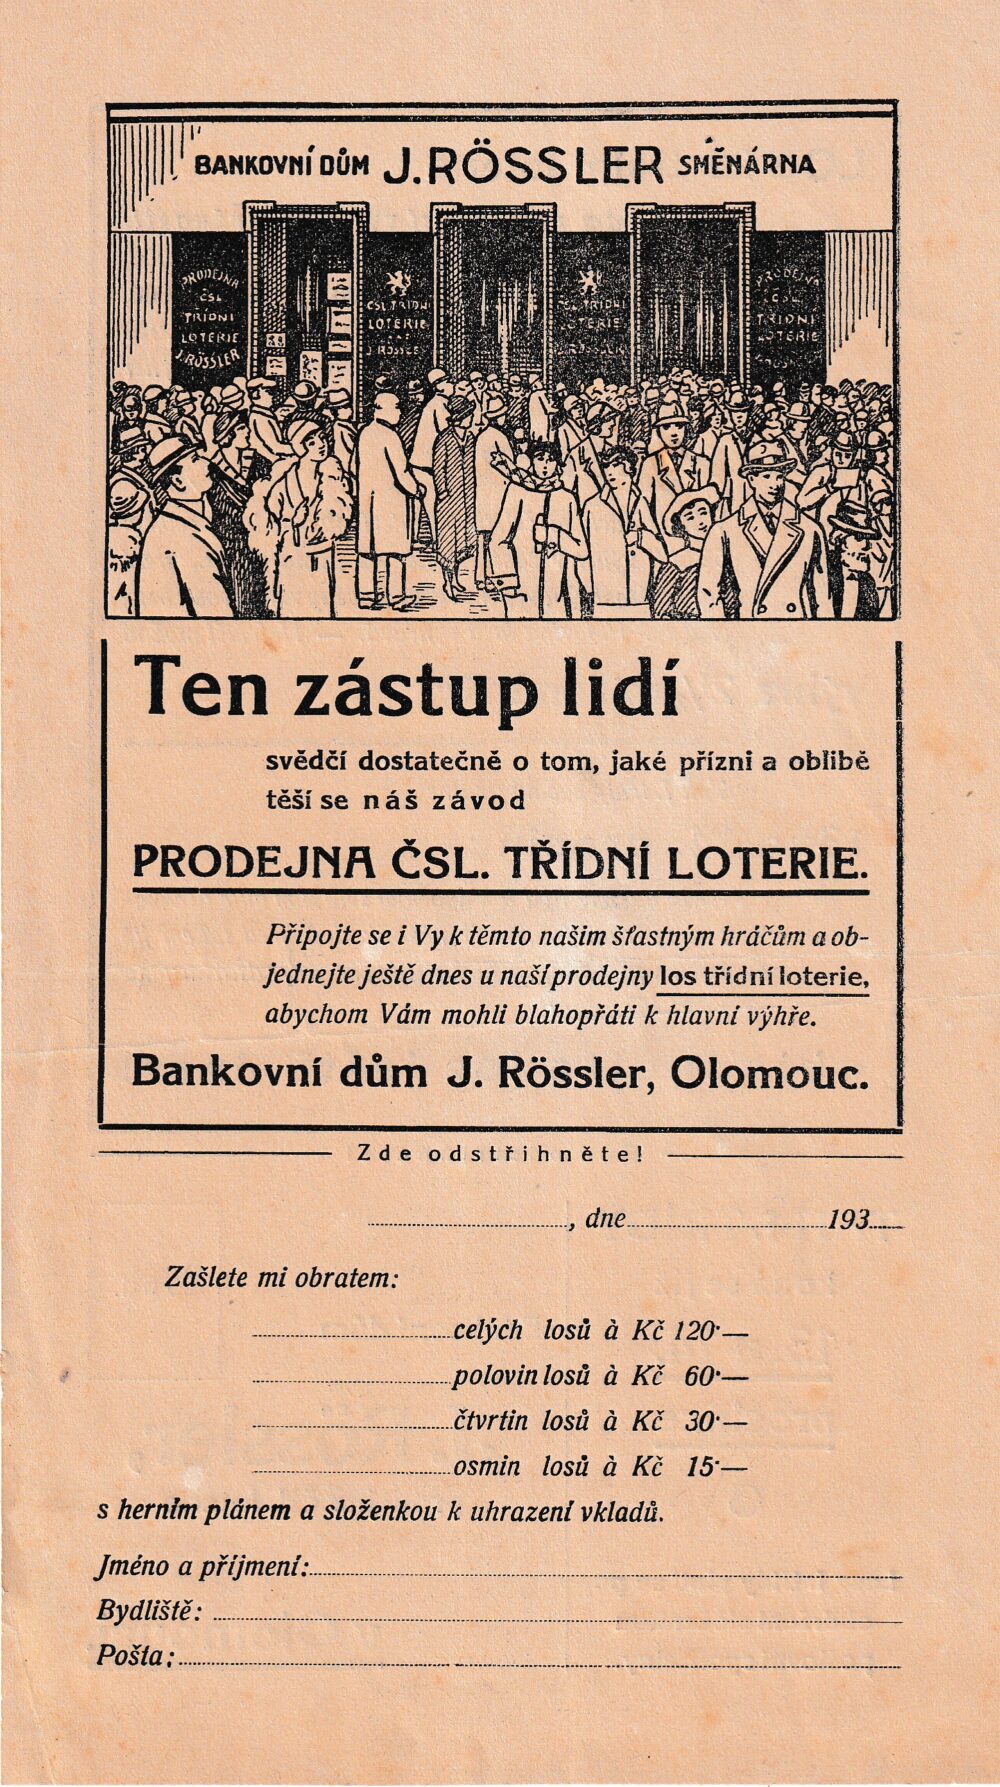 BANKOVNÍ DŮM J. RÖSSLER SMĚNÁRNA
PRODEJNA
ČSL.
TŘÍDNÍ
LOTERIE
J. RÖSSLER
ČSL. TŘÍDNÍ
LOTERIE
LOTERIE
PRODEJNA
ČSL.
TŘÍDNÍ
LOTERIE
Ten zástup lidí
svědčí dostatečně o tom, jaké přízni a oblibě
těší se náš závod
PRODEJNA ČSL. TŘÍDNÍ LOTERIE.
Připojte se i Vy k těmto našim šťastným hráčům a ob-
jednejte ještě dnes u naší prodejny los třídní loterie,
abychom Vám mohli blahopřáti k hlavní výhře.
Bankovní dům J. Rössler, Olomouc.
Zde odstřihněte!
, dne 193
Zašlete mi obratem:
celých losů à Kč 120·—
polovin losů à Kč 60·—
čtvrtin losů à Kč 30·—
osmin losů à Kč 15·—
s herním plánem a složenkou k uhrazení vkladů.
Jméno a příjmení:
Bydliště:
Pošta: